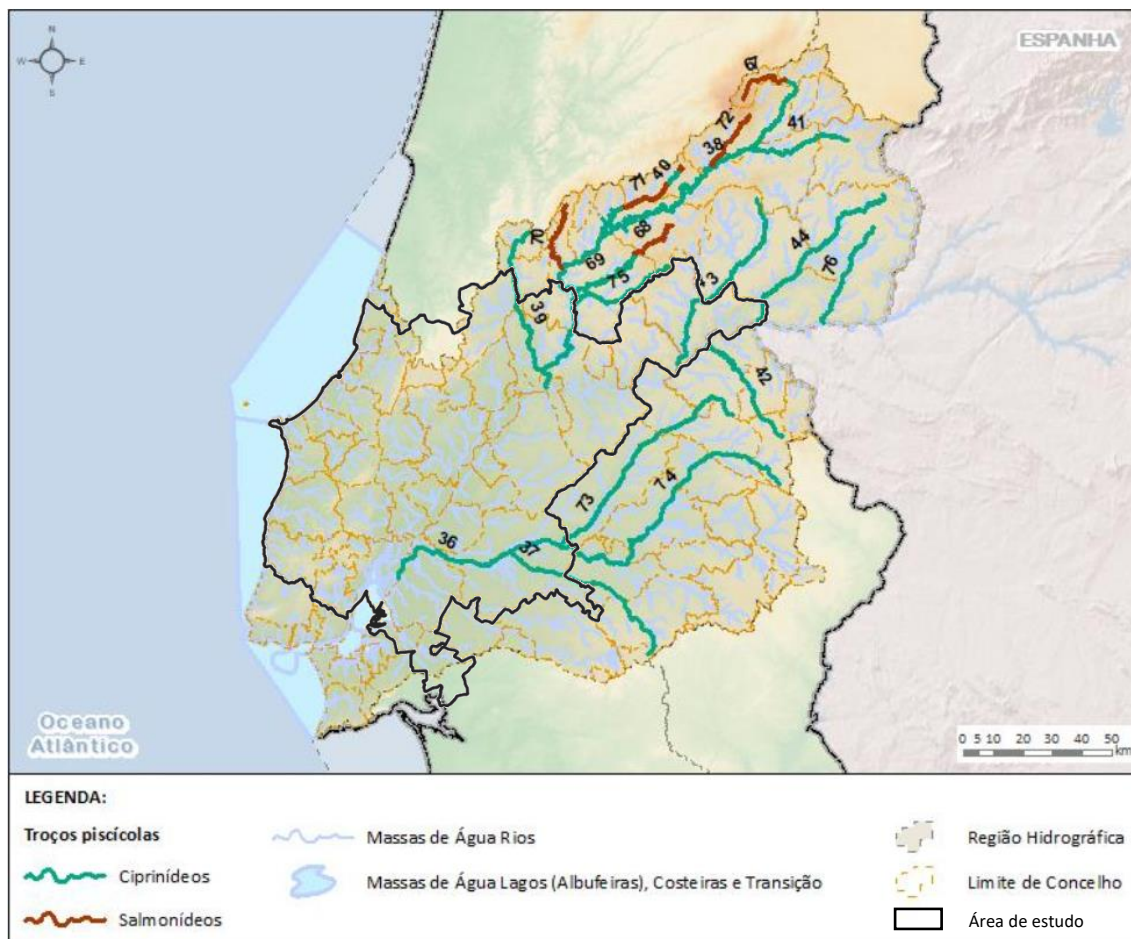 N
W E
S
ESPANHA
67
72
41
38
71
40
68
70
69
75
44
76
39
42
73
74
36
37
Oceano
Atlântico
0 5 10 20 30 40 50
km
LEGENDA:
Troços piscícolas
Ciprinídeos
Salmonídeos
Massas de Água Rios
Massas de Água Lagos (Albufeiras), Costeiras e Transição
Região Hidrográfica
Limite de Concelho
Área de estudo